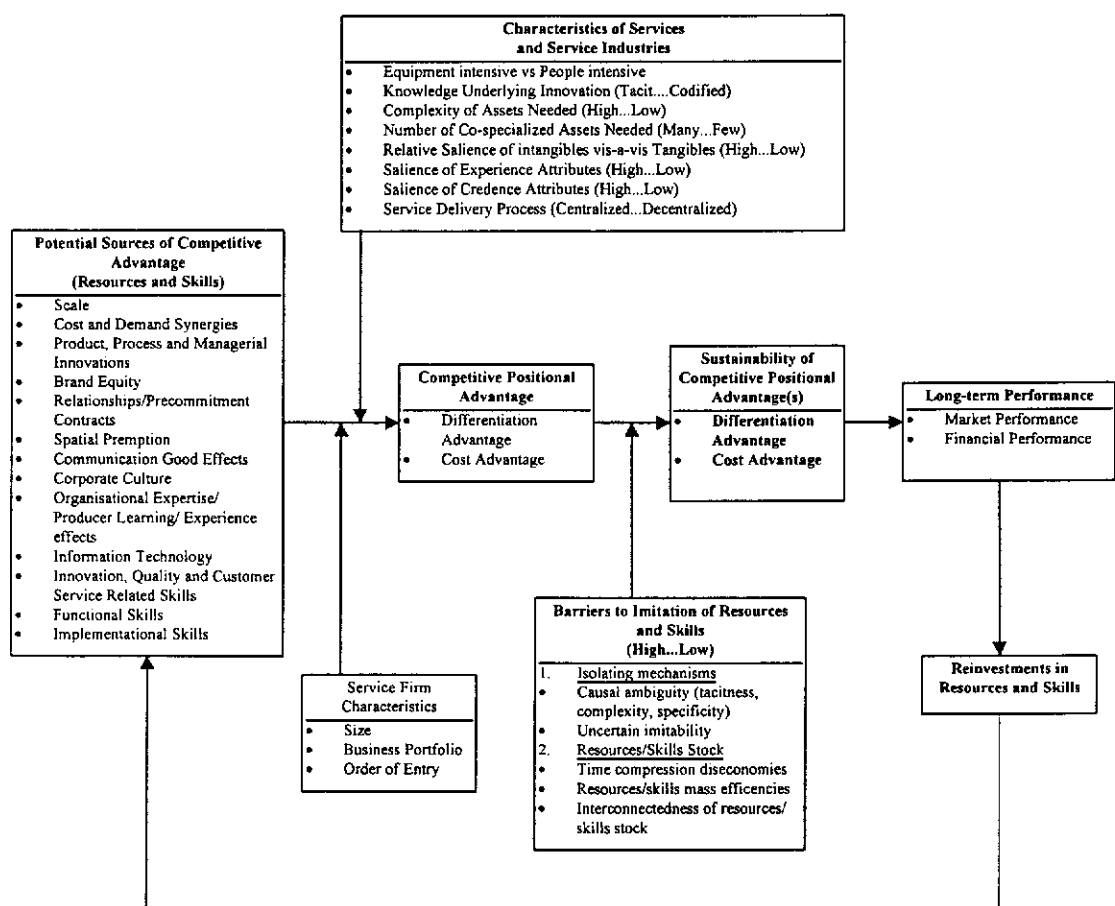 Characteristics of Services
and Service Industries
• Equipment intensive vs People intensive
• Knowledge Underlying Innovation (Tacit....Codified)
• Complexity of Assets Needed (High...Low)
• Number of Co-specialized Assets Needed (Many...Few)
• Relative Salience of intangibles vis-a-vis Tangibles (High...Low)
• Salience of Experience Attributes (High...Low)
• Salience of Credence Attributes (High...Low)
• Service Delivery Process (Centralized...Decentralized)
Potential Sources of Competitive
Advantage
(Resources and Skills)
• Scale
• Cost and Demand Synergies
• Product, Process and Managerial
Innovations
• Brand Equity
• Relationships/Precommitment
Contracts
• Spatial Premption
• Communication Good Effects
• Corporate Culture
• Organisational Expertise/
Producer Learning/ Experience
effects
• Information Technology
• Innovation, Quality and Customer
Service Related Skills
• Functional Skills
• Implementational Skills
Competitive Positional
Advantage
• Differentiation
Advantage
• Cost Advantage
Sustainability of
Competitive Positional
Advantage(s)
• Differentiation
Advantage
• Cost Advantage
Long-term Performance
• Market Performance
• Financial Performance
Service Firm
Characteristics
• Size
• Business Portfolio
• Order of Entry
Barriers to Imitation of Resources
and Skills
(High...Low)
1. Isolating mechanisms
• Causal ambiguity (tacitness,
complexity, specificity)
• Uncertain imitability
2. Resources/Skills Stock
• Time compression diseconomies
• Resources/skills mass efficencies
• Interconnectedness of resources/
skills stock
Reinvestments in
Resources and Skills